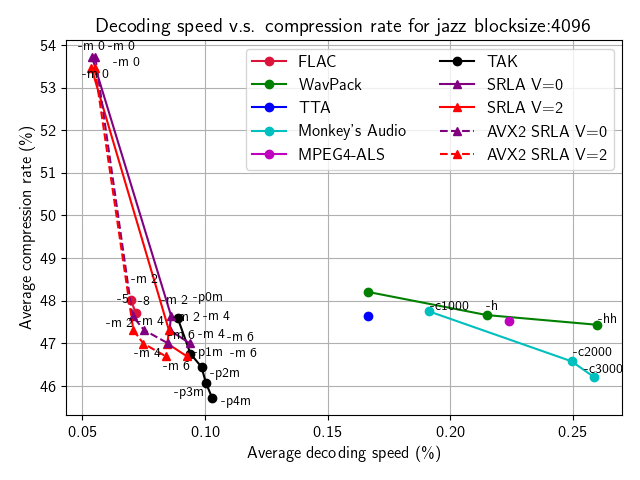 Decoding speed v.s. compression rate for jazz blocksize:4096
Average compression rate (%)
54
53
52
51
50
49
48
47
46
FLAC
WavPack
TTA
Monkey's Audio
MPEG4-ALS
TAK
SRLA V=0
SRLA V=2
AVX2 SRLA V=0
AVX2 SRLA V=2
-m 0
-m 0
-m 0
-m 0
-m 2
-5
-8
-m 2
-p0m
-m 2
-m 4
-m 2
-m 4
-m 6
-m 4
-m 6
-m 4
-p1m
-m 6
-m 6
-p2m
-p3m
-p4m
-c1000
-h
-hh
-c2000
-c3000
0.05
0.10
0.15
0.20
0.25
Average decoding speed (%)